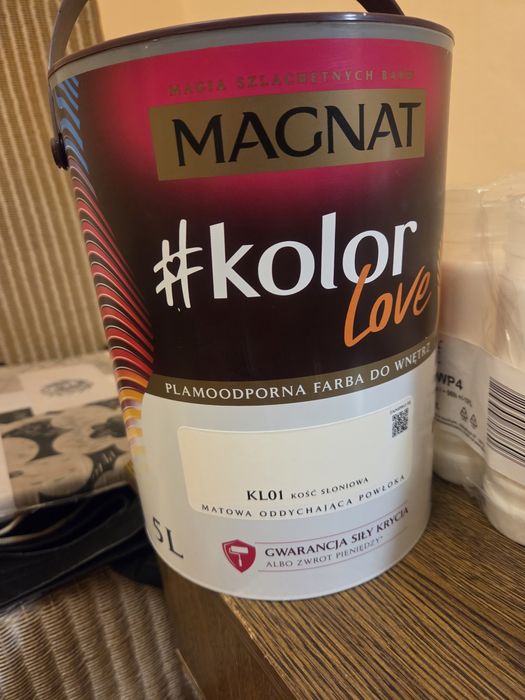 MAGIA SZLACHETNYCH BARW
MAGNAT
#kolor
Love
PLAMOODPORNA FARBA DO WNĘTRZ
KL01 KOŚĆ SŁONIOWA
MATOWA ODDYCHAJĄCA POWŁOKA
5L
GWARANCJA SIŁY KRYCIA
ALBO ZWROT PIENIĘDZY*
WP4